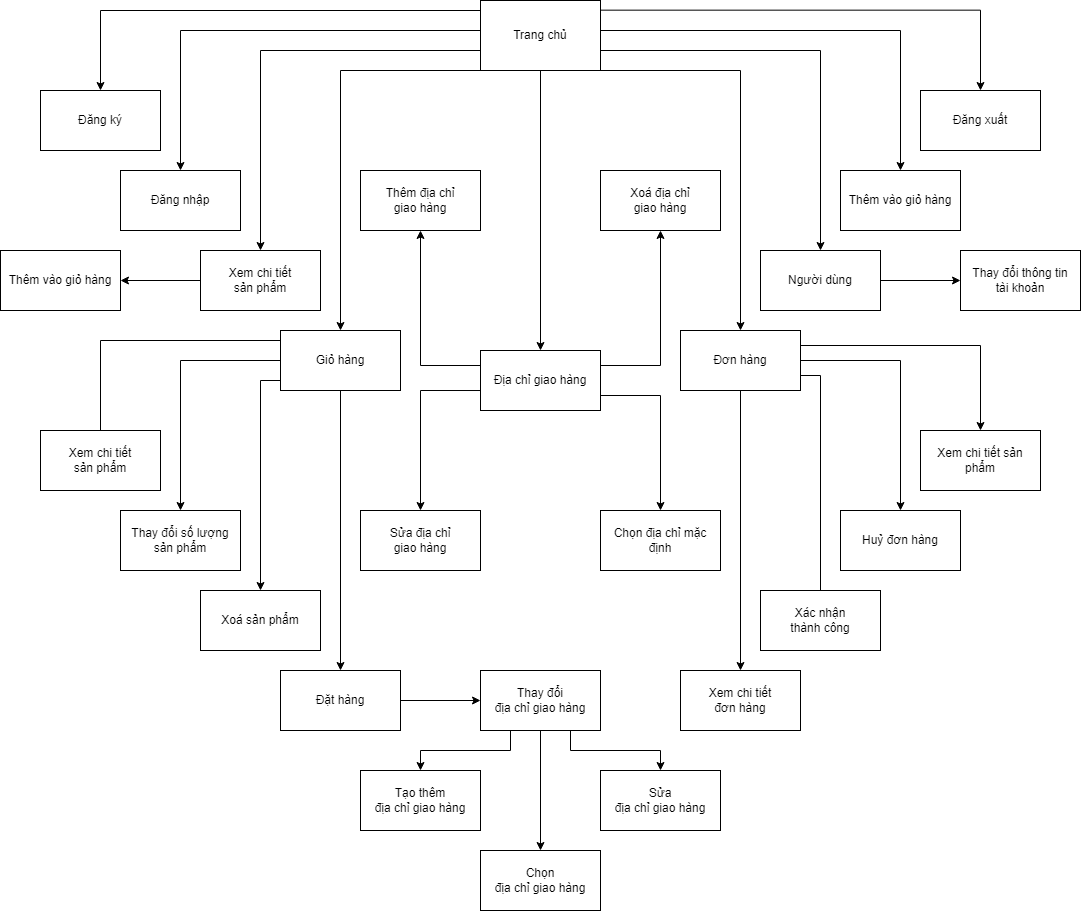 Trang chủ
Đăng ký
Đăng xuất
Đăng nhập
Thêm địa chỉ
giao hàng
Xoá địa chỉ
giao hàng
Thêm vào giỏ hàng
Thêm vào giỏ hàng
Xem chi tiết
sản phẩm
Người dùng
Thay đổi thông tin
tài khoản
Giỏ hàng
Địa chỉ giao hàng
Đơn hàng
Xem chi tiết
sản phẩm
Xem chi tiết sản
phẩm
Thay đổi số lượng
sản phẩm
Sửa địa chỉ
giao hàng
Chọn địa chỉ mặc
định
Huỷ đơn hàng
Xoá sản phẩm
Xác nhận
thành công
Đặt hàng
Thay đổi
địa chỉ giao hàng
Xem chi tiết
đơn hàng
Tạo thêm
địa chỉ giao hàng
Sửa
địa chỉ giao hàng
Chọn
địa chỉ giao hàng